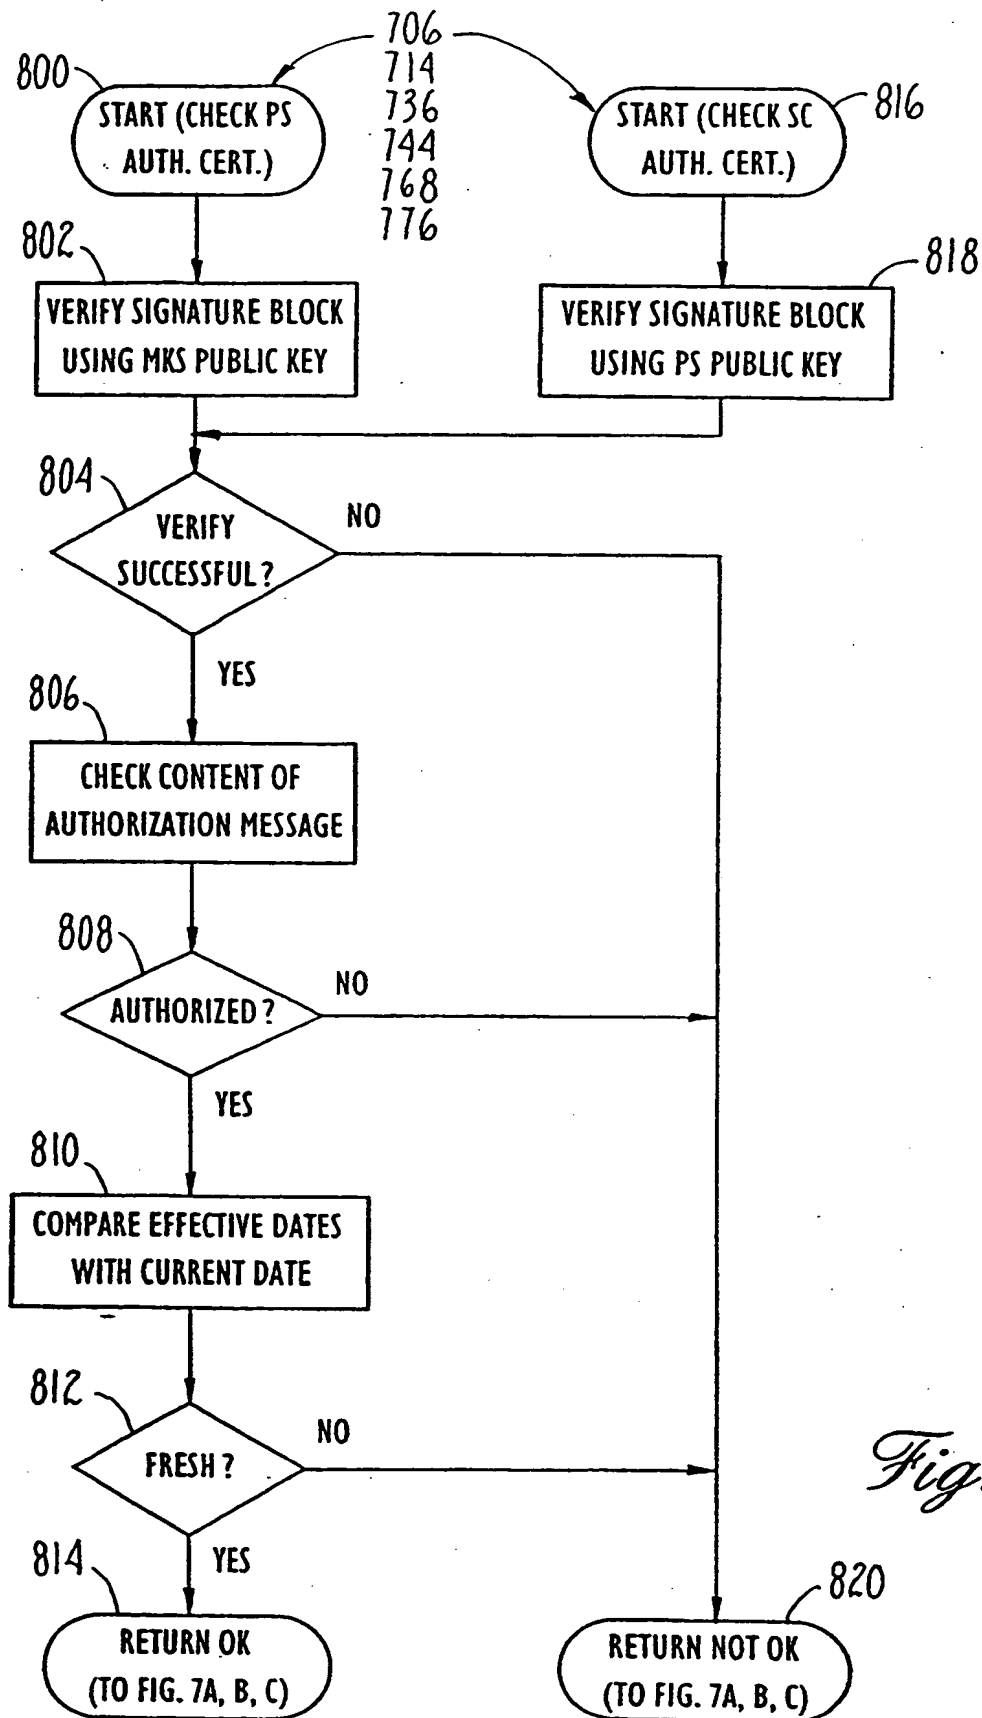 706
714
736
744
768
776
800
START (CHECK PS
AUTH. CERT.)
816
START (CHECK SC
AUTH. CERT.)
802
VERIFY SIGNATURE BLOCK
USING MKS PUBLIC KEY
818
VERIFY SIGNATURE BLOCK
USING PS PUBLIC KEY
804
VERIFY
SUCCESSFUL?
NO
YES
806
CHECK CONTENT OF
AUTHORIZATION MESSAGE
808
AUTHORIZED?
NO
YES
810
COMPARE EFFECTIVE DATES
WITH CURRENT DATE
812
FRESH?
NO
YES
Fig.
814
RETURN OK
(TO FIG. 7A, B, C)
820
RETURN NOT OK
(TO FIG. 7A, B, C)